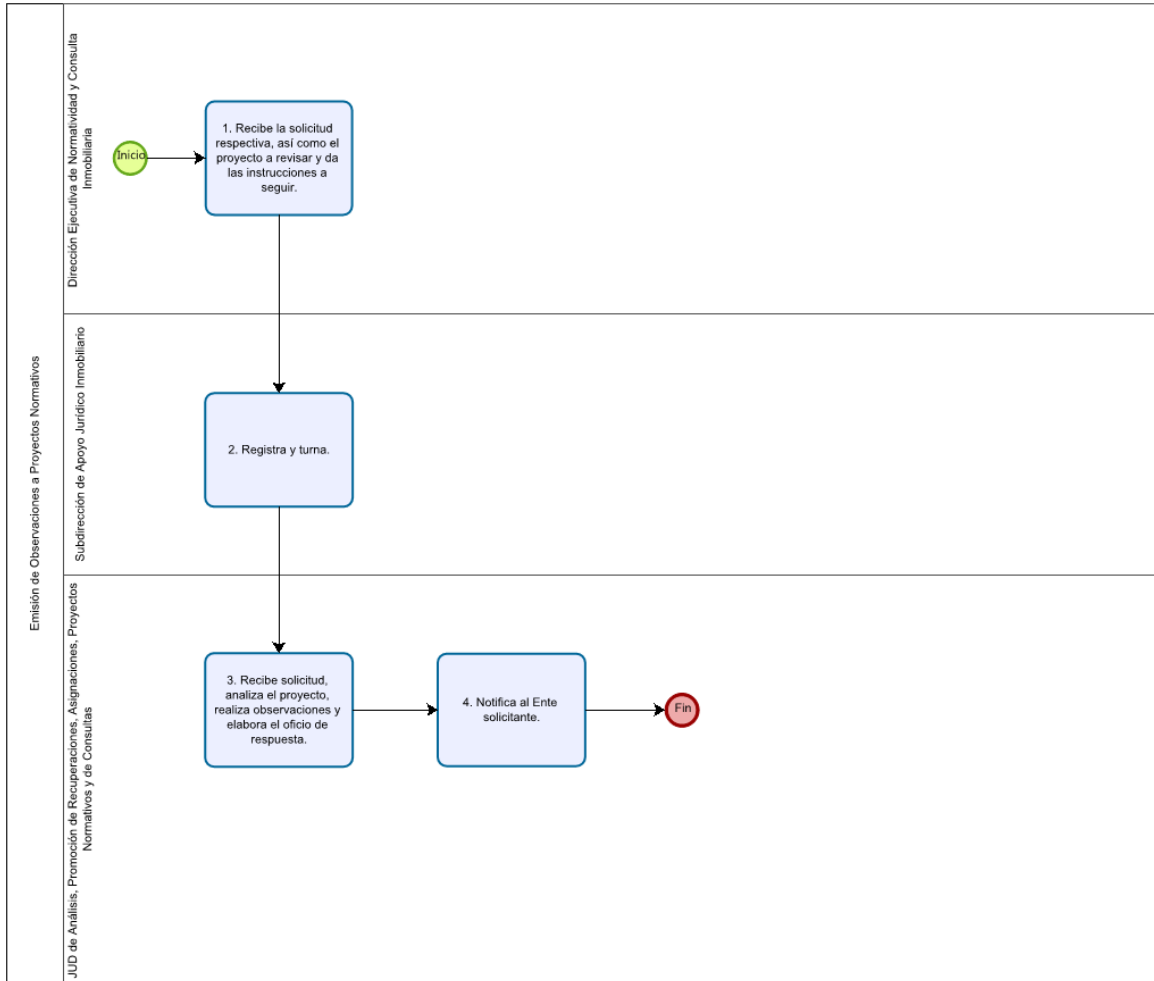 Emisión de Observaciones a Proyectos Normativos
Dirección Ejecutiva de Normatividad y Consulta
Inmobiliaria
Inicio
1. Recibe la solicitud
respectiva, así como el
proyecto a revisar y da
las instrucciones a
seguir.
Subdirección de Apoyo Jurídico Inmobiliario
2. Registra y turna.
JUD de Análisis, Promoción de Recuperaciones, Asignaciones, Proyectos
Normativos y de Consultas
3. Recibe solicitud,
analiza el proyecto,
realiza observaciones y
elabora el oficio de
respuesta.
4. Notifica al Ente
solicitante.
Fin